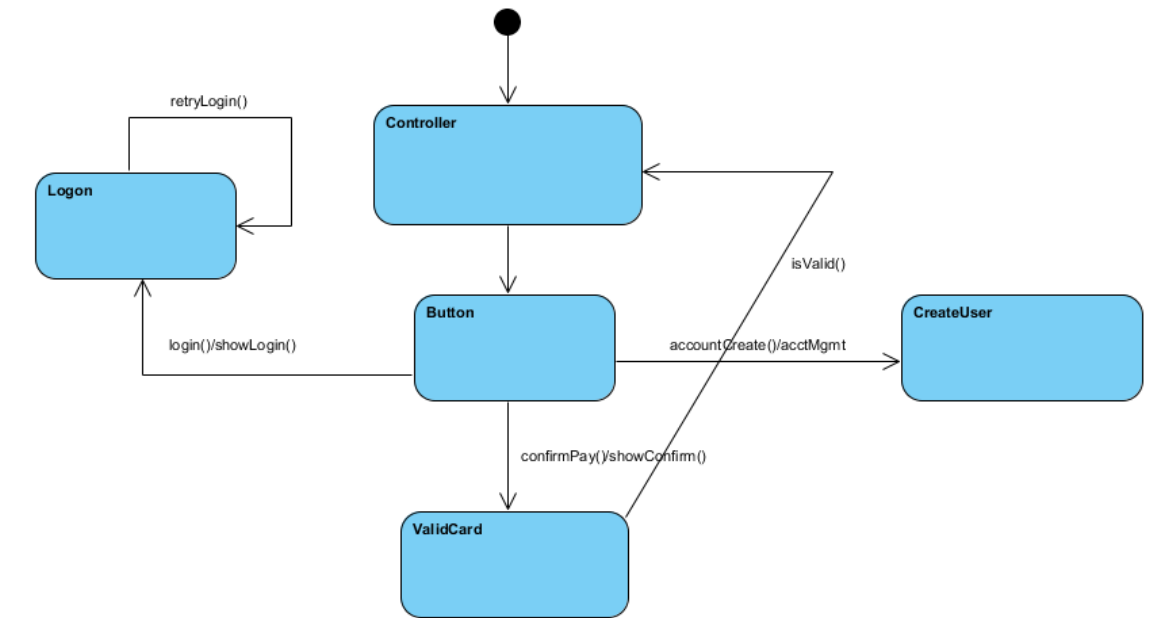 retryLogin()
Controller
Logon
isValid()
Button
CreateUser
login()/showLogin()
accountCreate()/acctMgmt
confirmPay()/showConfirm()
ValidCard